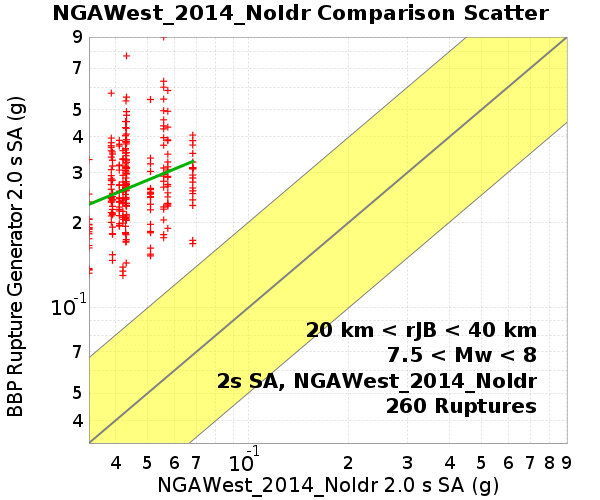 NGAWest_2014_NoIdr Comparison Scatter
BBP Rupture Generator 2.0 s SA (g)
9
7
5
4
3
2
10-1
7
5
4
20 km < rJB < 40 km
7.5 < Mw < 8
2s SA, NGAWest_2014_NoIdr
260 Ruptures
4 5 6 7 10-1 2 3 4 5 6 7 8 9
NGAWest_2014_NoIdr 2.0 s SA (g)